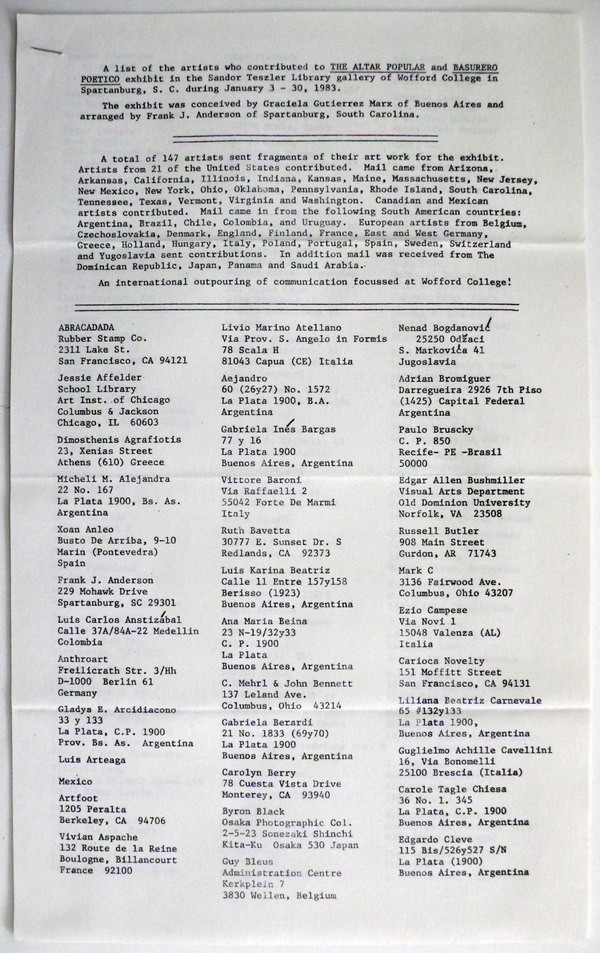 A list of the artists who contributed to THE ALTAR POPULAR and BASURERO
POETICO exhibit in the Sandor Teszler Library gallery of Wofford College in
Spartanburg, S. C. during January 3 - 30, 1983.
The exhibit was conceived by Graciela Gutierrez Marx of Buenos Aires and
arranged by Frank J. Anderson of Spartanburg, South Carolina.
A total of 147 artists sent fragments of their art work for the exhibit.
Artists from 21 of the United States contributed. Mail came from Arizona,
Arkansas, California, Illinois, Indiana, Kansas, Maine, Massachusetts, New Jersey,
New Mexico, New York, Ohio, Oklahoma, Pennsylvania, Rhode Island, South Carolina,
Tennessee, Texas, Vermont, Virginia and Washington. Canadian and Mexican
artists contributed. Mail came in from the following South American countries:
Argentina, Brazil, Chile, Colombia, and Uruguay. European artists from Belgium,
Czechoslovakia, Denmark, England, Finland, France, East and West Germany,
Greece, Holland, Hungary, Italy, Poland, Portugal, Spain, Sweden, Switzerland
and Yugoslavia sent contributions. In addition mail was received from The
Dominican Republic, Japan, Panama and Saudi Arabia.
An international outpouring of communication focussed at Wofford College!
ABRACADADA
Rubber Stamp Co.
2311 Lake St.
San Francisco, CA 94121
Jessie Affelder
School Library
Art Inst. of Chicago
Columbus & Jackson
Chicago, IL 60603
Dimosthenis Agrafiotis
23, Xenias Street
Athens (610) Greece
Micheli M. Alejandra
22 No. 167
La Plata 1900, Bs. As.
Argentina
Xoan Anleo
Busto De Arriba, 9-10
Marin (Pontevedra)
Spain
Frank J. Anderson
229 Mohawk Drive
Spartanburg, SC 29301
Luis Carlos Anstizábal
Calle 37A/84A-22 Medellin
Colombia
Anthroart
Freilicrath Str. 3/Hh
D-1000 Berlin 61
Germany
Gladys E. Arcidiacono
33 y 133
La Plata, C.P. 1900
Prov. Bs. As. Argentina
Luis Arteaga
Mexico
Artfoot
1205 Peralta
Berkeley, CA 94706
Vivian Aspache
132 Route de la Reine
Boulogne, Billancourt
France 92100
Livio Marino Atellano
Via Prov. S. Angelo in Formis
78 Scala H
81043 Capua (CE) Italia
Aejandro
60 (26y27) No. 1572
La Plata 1900, B.A.
Argentina
Gabriela Inés Bargas
77 y 16
La Plata 1900
Buenos Aires, Argentina
Vittore Baroni
Via Raffaelli 2
55042 Forte De Marmi
Italy
Ruth Bavetta
30777 E. Sunset Dr. S
Redlands, CA 92373
Luis Karina Beatriz
Calle 11 Entre 157y158
Berisso (1923)
Buenos Aires, Argentina
Ana Maria Beina
23 N-19/32y33
C. P. 1900
La Plata
Buenos Aires, Argentina
C. Mehrl & John Bennett
137 Leland Ave.
Columbus, Ohio 43214
Gabriela Berardi
21 No. 1833 (69y70)
La Plata 1900
Buenos Aires, Argentina
Carolyn Berry
78 Cuesta Vista Drive
Monterey, CA 93940
Byron Black
Osaka Photographic Col.
2-5-23 Sonezaki Shinchi
Kita-Ku Osaka 530 Japan
Guy Bleus
Administration Centre
Kerkplein 7
3830 Wellen, Belgium
Nenad Bogdanović
25250 Odžaci
S. Markovića 41
Jugoslavija
Adrian Bromiguer
Darregueira 2926 7th Piso
(1425) Capital Federal
Argentina
Paulo Bruscky
C. P. 850
Recife- PE -Brasil
50000
Edgar Allen Bushmiller
Visual Arts Department
Old Dominion University
Norfolk, VA 23508
Russell Butler
908 Main Street
Gurdon, AR 71743
Mark C
3136 Fairwood Ave.
Columbus, Ohio 43207
Ezio Campese
Via Novi 1
15048 Valenza (AL)
Italia
Carioca Novelty
151 Moffitt Street
San Francisco, CA 94131
Liliana Beatriz Carnevale
65 #132y133
La Plata 1900,
Buenos Aires, Argentina
Guglielmo Achille Cavellini
16, Via Bonomelli
25100 Brescia (Italia)
Carole Tagle Chiesa
36 No. 1. 345
La Plata, C.P. 1900
Buenos Aires, Argentina
Edgardo Cleve
115 Bis/526y527 S/N
La Plata (1900)
Buenos Aires, Argentina